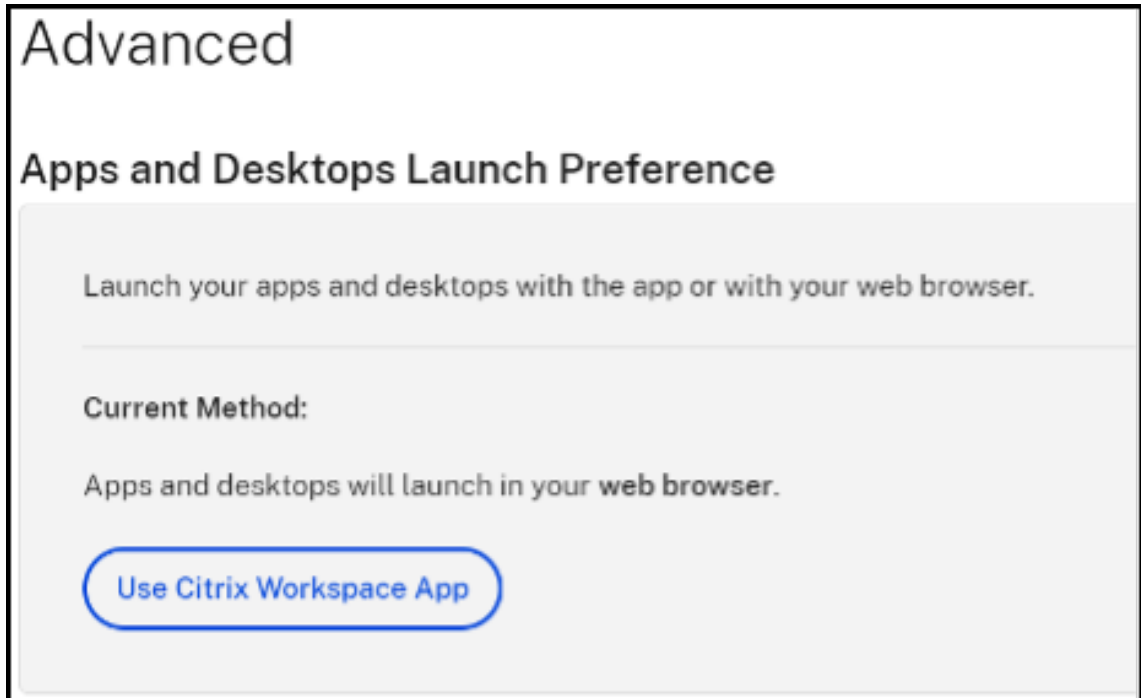 Advanced
Apps and Desktops Launch Preference
Launch your apps and desktops with the app or with your web browser.
Current Method:
Apps and desktops will launch in your web browser.
Use Citrix Workspace App